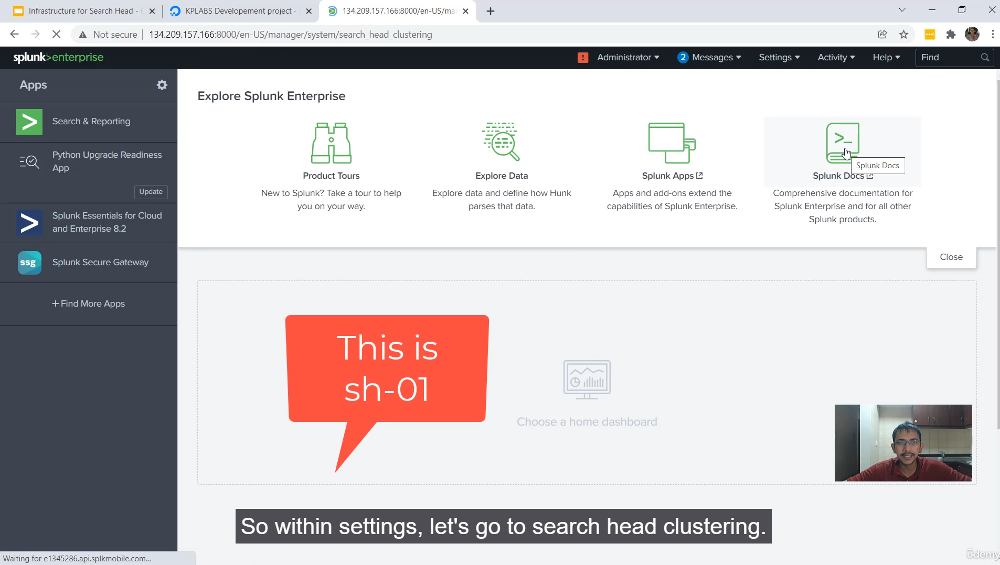 Infrastructure for Search Head -
KPLABS Developement project -
134.209.157.166:8000/en-US/ma
Not secure
134.209.157.166:8000/en-US/manager/system/search_head_clustering
splunk>enterprise
!
Administrator
2 Messages
Settings
Activity
Help
Find
Apps
Search & Reporting
Python Upgrade Readiness
App
Update
Splunk Essentials for Cloud
and Enterprise 8.2
ssg
Splunk Secure Gateway
+ Find More Apps
Explore Splunk Enterprise
Product Tours
New to Splunk? Take a tour to help
you on your way.
Explore Data
Explore data and define how Hunk
parses that data.
Splunk Apps
Apps and add-ons extend the
capabilities of Splunk Enterprise.
Splunk Docs
Splunk Docs
Comprehensive documentation for
Splunk Enterprise and for all other
Splunk products.
Close
This is
sh-01
Choose a home dashboard
So within settings, let's go to search head clustering.
Waiting for e1345286.api.splkmobile.com...
ûdemy